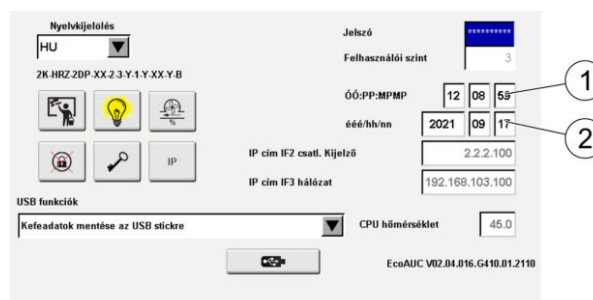 Nyelvkijelölés
HU
2K-HRZ-2DP-XX-2-3-Y-1-Y-XX-Y-B
%
IP
Jelszó **********
Felhasználói szint 3
ÓÓ:PP:MPMP 12 08 53
ééé/hh/nn 2021 09 17
1
2
IP cím IF2 csatl. Kijelző 2.2.2.100
IP cím IF3 hálózat 192.168.103.100
USB funkciók
Kefeadatok mentése az USB stickre
CPU hőmérséklet 45.0
EcoAUC V02.04.016.G410.01.2110